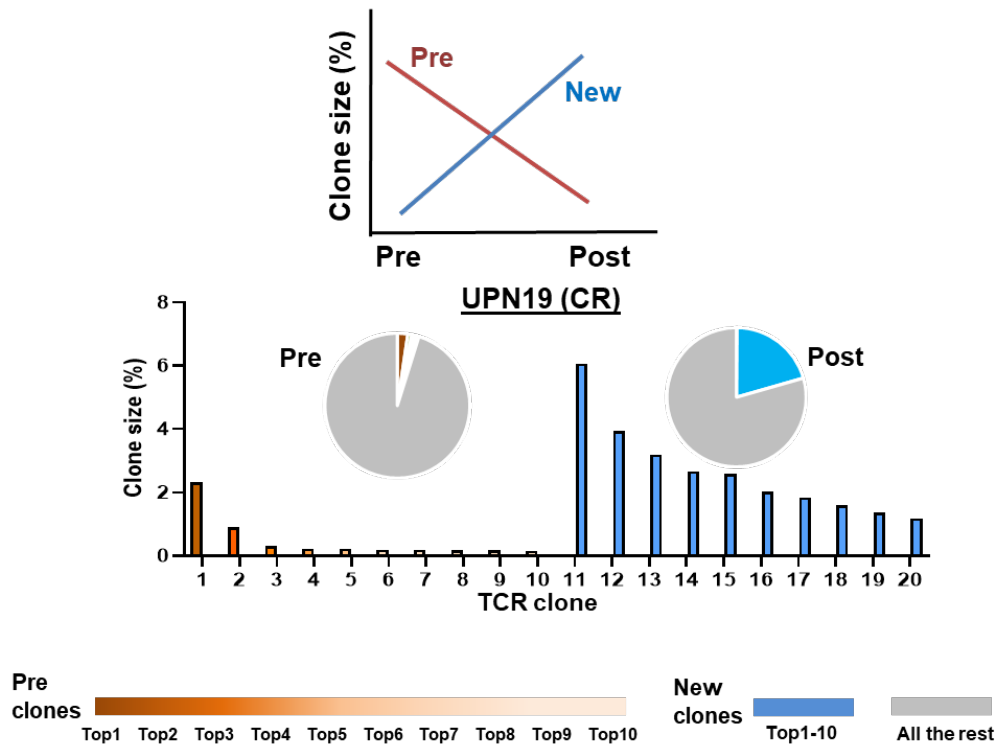 Clone size (%)
Pre
New
Pre Post
UPN19 (CR)
Clone size (%)
8
6
4
2
0
Pre
Post
1 2 3 4 5 6 7 8 9 10 11 12 13 14 15 16 17 18 19 20
TCR clone
Pre
clones
Top1 Top2 Top3 Top4 Top5 Top6 Top7 Top8 Top9 Top10
New
clones
Top1-10
All the rest